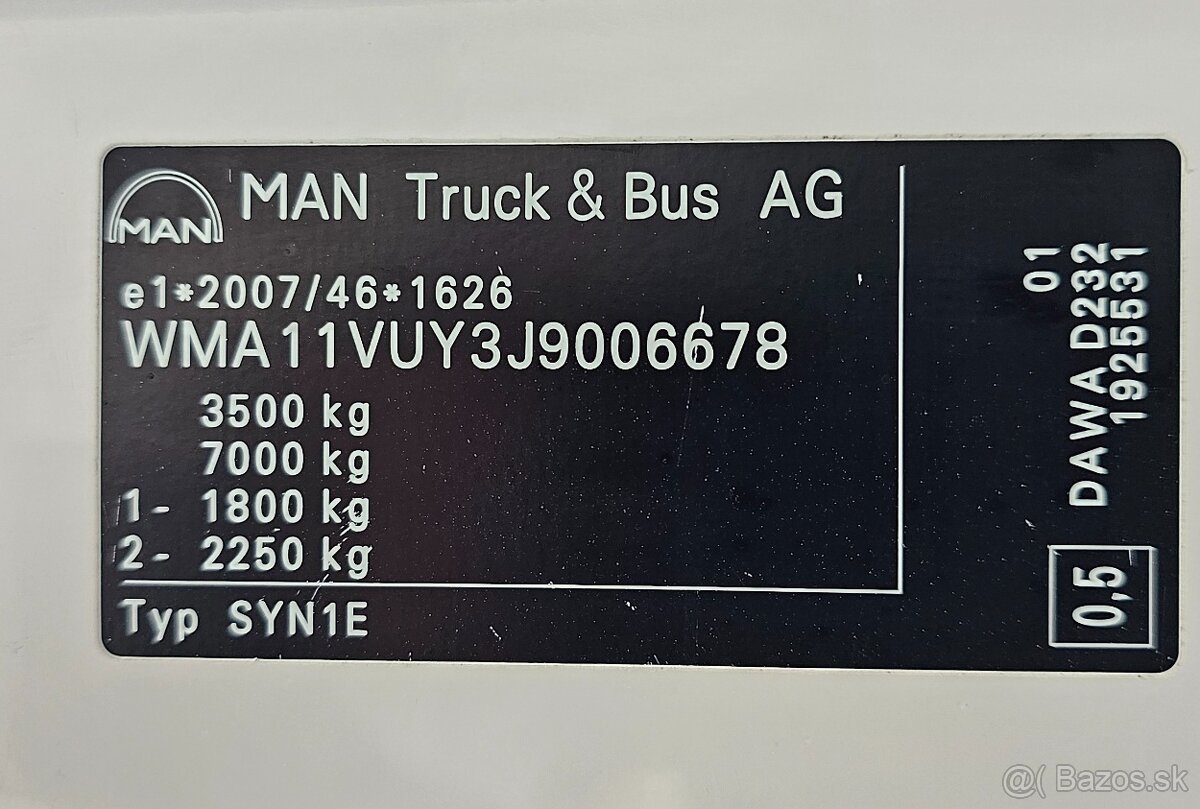 MAN
MAN Truck & Bus AG
e1*2007/46*1626
WMA11VUY3J9006678
3500 kg
7000 kg
1- 1800 kg
2- 2250 kg
Typ SYN1E
01
DAWA D232
1925531
0,5
@( Bazos.sk